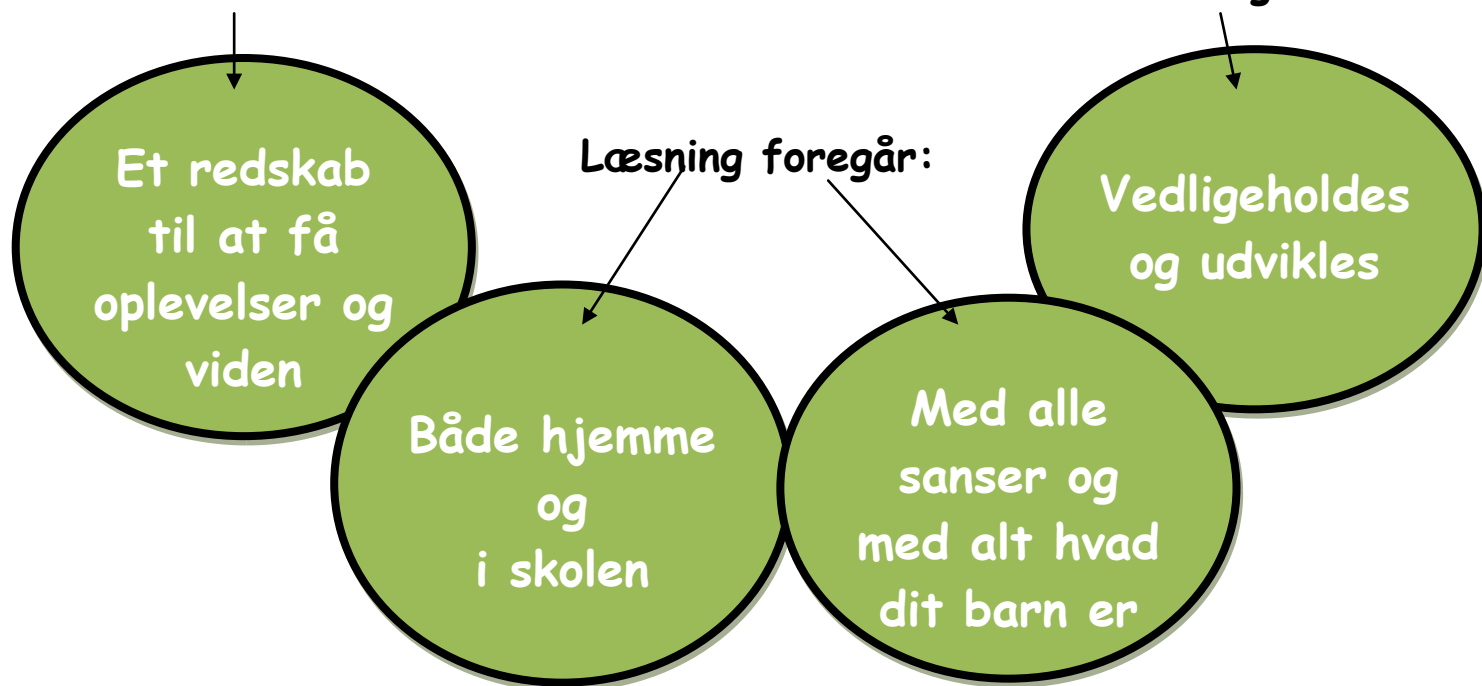 Læsning foregår:
Et redskab
til at få
oplevelser og
viden
Både hjemme
og
i skolen
Med alle
sanser og
med alt hvad
dit barn er
Vedligeholdes
og udvikles